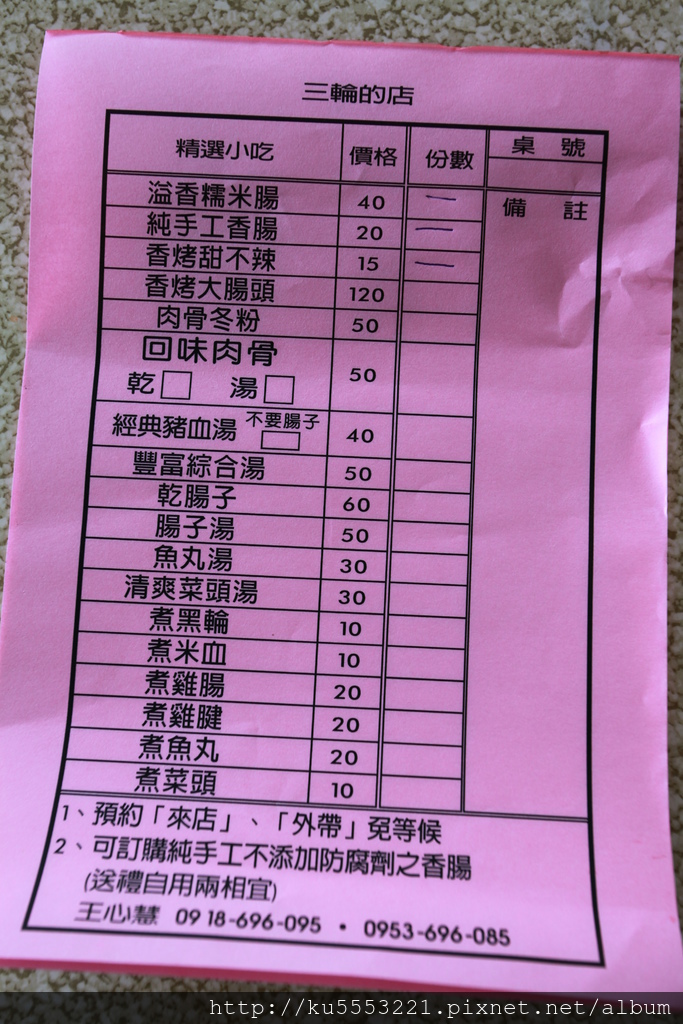 三輪的店
精選小吃 價格 份數 桌號
備註
溢香糯米腸 40 一
純手工香腸 20 一
香烤甜不辣 15 一
香烤大腸頭 120
肉骨冬粉 50
回味肉骨
乾□ 湯□ 50
經典豬血湯 不要腸子□ 40
豐富綜合湯 50
乾腸子 60
腸子湯 50
魚丸湯 30
清爽菜頭湯 30
煮黑輪 10
煮米血 10
煮雞腸 20
煮雞腱 20
煮魚丸 20
煮菜頭 10
1、預約「來店」、「外帶」免等候
2、可訂購純手工不添加防腐劑之香腸
(送禮自用兩相宜)
王心慧 0918-696-095 • 0953-696-085
http://ku5553221.pixnet.net/album